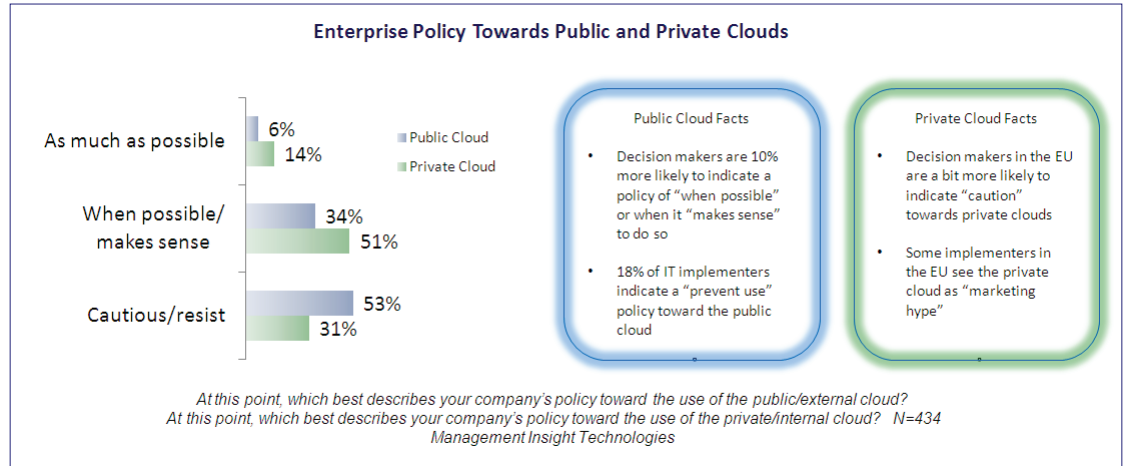 Enterprise Policy Towards Public and Private Clouds
As much as possible
6%
14%
When possible/
makes sense
34%
51%
Cautious/resist
53%
31%
Public Cloud
Private Cloud
Public Cloud Facts
• Decision makers are 10%
more likely to indicate a
policy of “when possible”
or when it “makes sense”
to do so
• 18% of IT implementers
indicate a “prevent use”
policy toward the public
cloud
Private Cloud Facts
• Decision makers in the EU
are a bit more likely to
indicate “caution”
towards private clouds
• Some implementers in
the EU see the private
cloud as “marketing
hype”
At this point, which best describes your company’s policy toward the use of the public/external cloud?
At this point, which best describes your company’s policy toward the use of the private/internal cloud? N=434
Management Insight Technologies